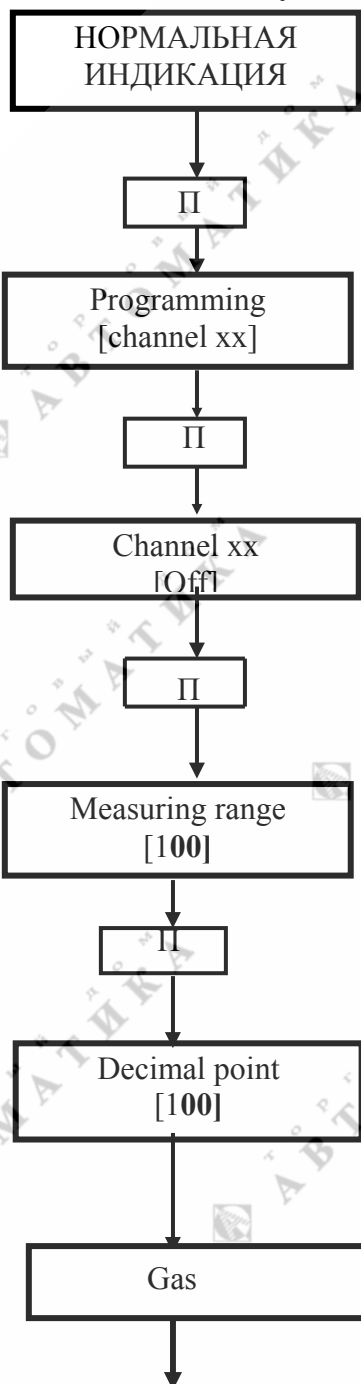 НОРМАЛЬНАЯ
ИНДИКАЦИЯ
П
Programming
[channel xx]
П
Channel xx
[Off]
П
Measuring range
[100]
П
Decimal point
[100]
Gas